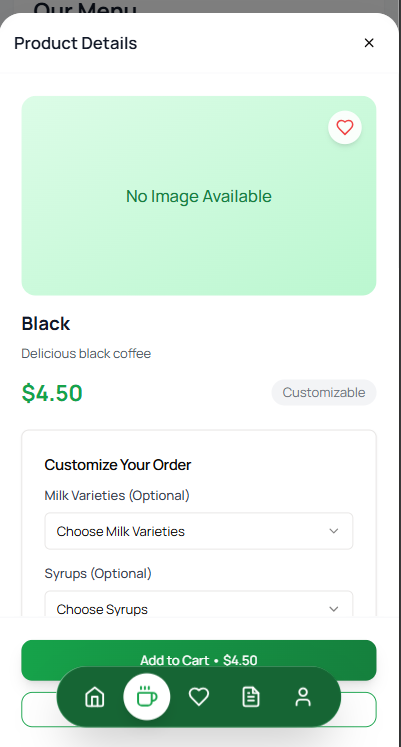 Our Menu
Product Details
No Image Available
Black
Delicious black coffee
$4.50
Customizable
Customize Your Order
Milk Varieties (Optional)
Choose Milk Varieties
Syrups (Optional)
Choose Syrups
Add to Cart • $4.50